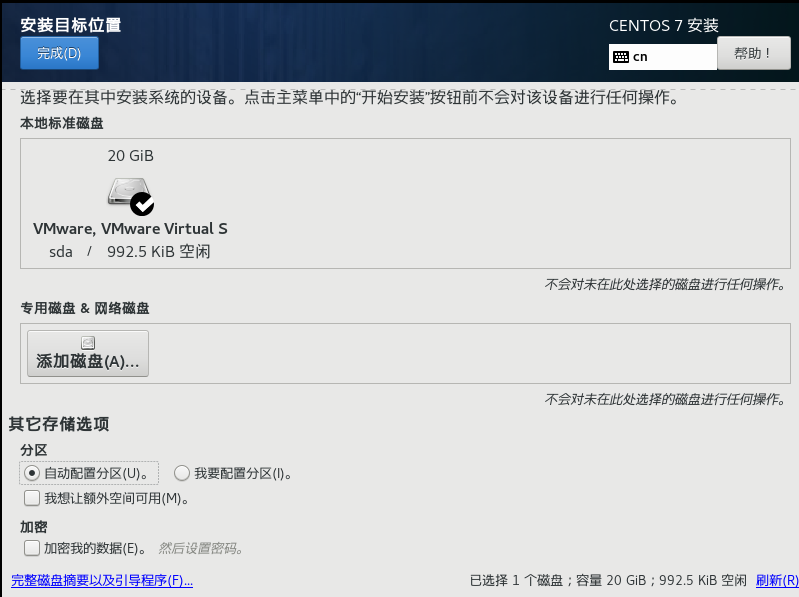 安装目标位置
CENTOS 7 安装
完成(D)
cn
帮助！
选择要在其中安装系统的设备。点击主菜单中的“开始安装”按钮前不会对该设备进行任何操作。
本地标准磁盘
20 GiB
VMware, VMware Virtual S
sda / 992.5 KiB 空闲
不会对未在此处选择的磁盘进行任何操作。
专用磁盘 & 网络磁盘
添加磁盘(A)...
不会对未在此处选择的磁盘进行任何操作。
其它存储选项
分区
自动配置分区(U)。 我要配置分区(I)。
我想让额外空间可用(M)。
加密
加密我的数据(E)。 然后设置密码。
完整磁盘摘要以及引导程序(F)... 已选择 1 个磁盘；容量 20 GiB；992.5 KiB 空闲 刷新(R)